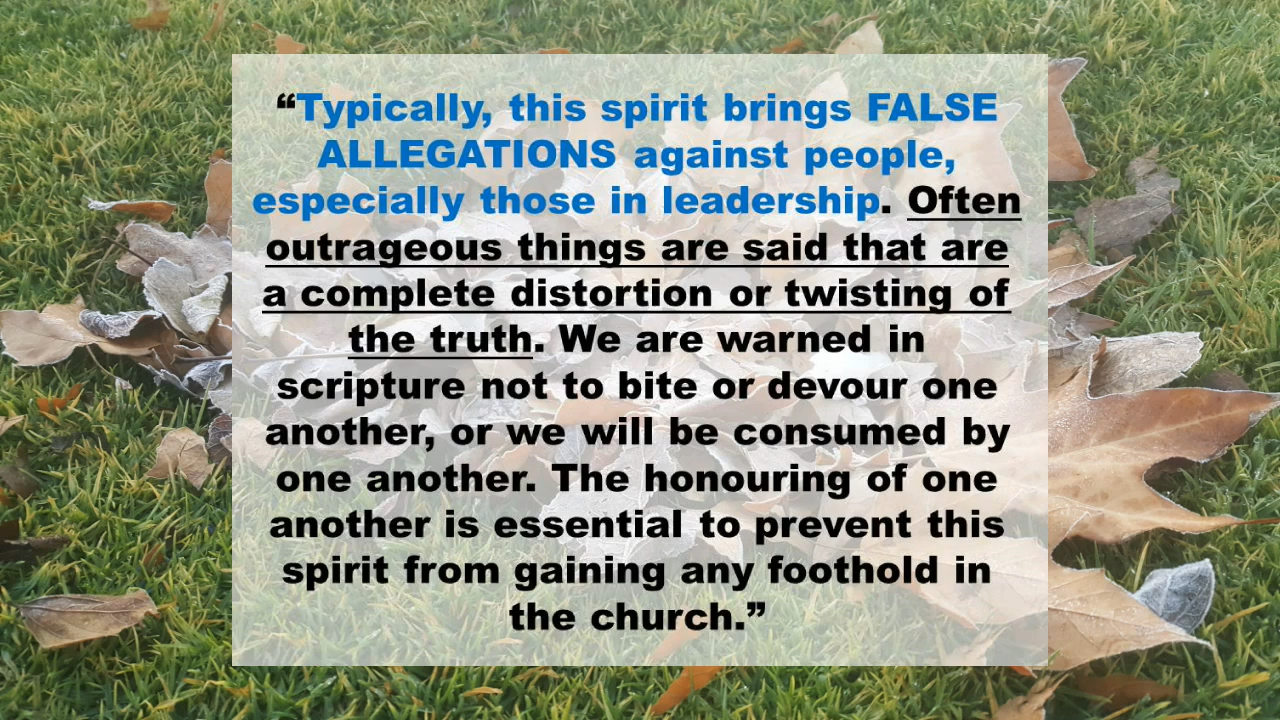 “Typically, this spirit brings FALSE
ALLEGATIONS against people,
especially those in leadership. Often
outrageous things are said that are
a complete distortion or twisting of
the truth. We are warned in
scripture not to bite or devour one
another, or we will be consumed by
one another. The honouring of one
another is essential to prevent this
spirit from gaining any foothold in
the church.”